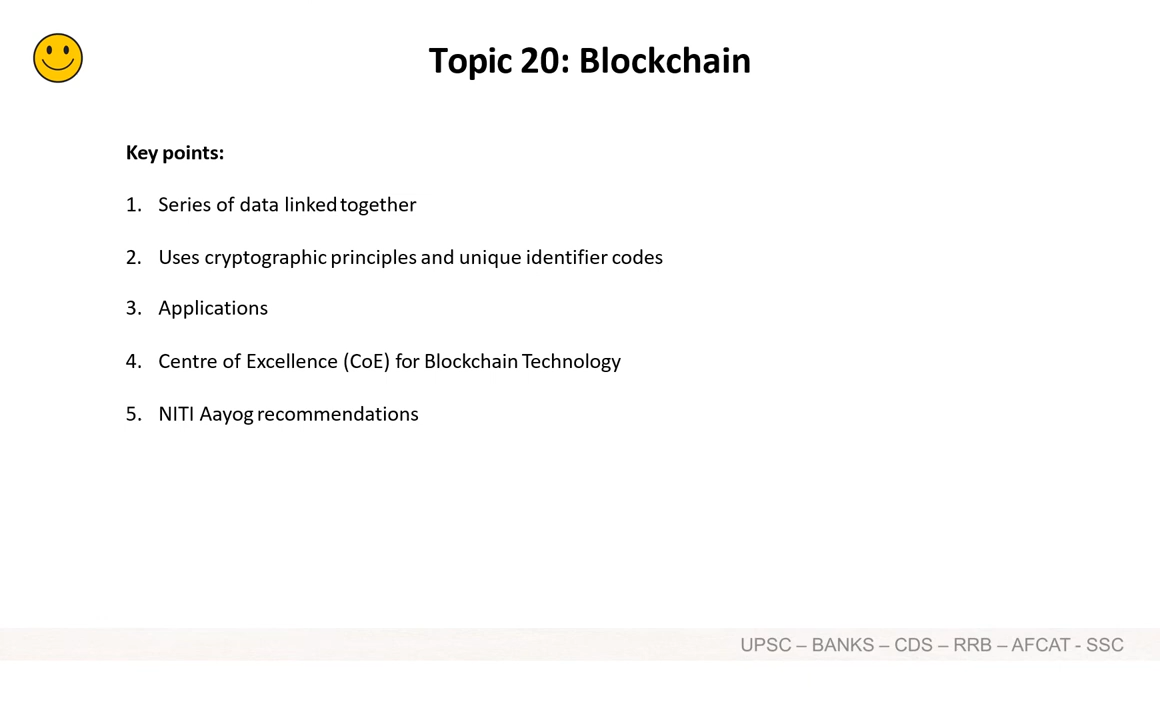 Topic 20: Blockchain
Key points:
1. Series of data linked together
2. Uses cryptographic principles and unique identifier codes
3. Applications
4. Centre of Excellence (CoE) for Blockchain Technology
5. NITI Aayog recommendations
UPSC – BANKS – CDS – RRB – AFCAT - SSC